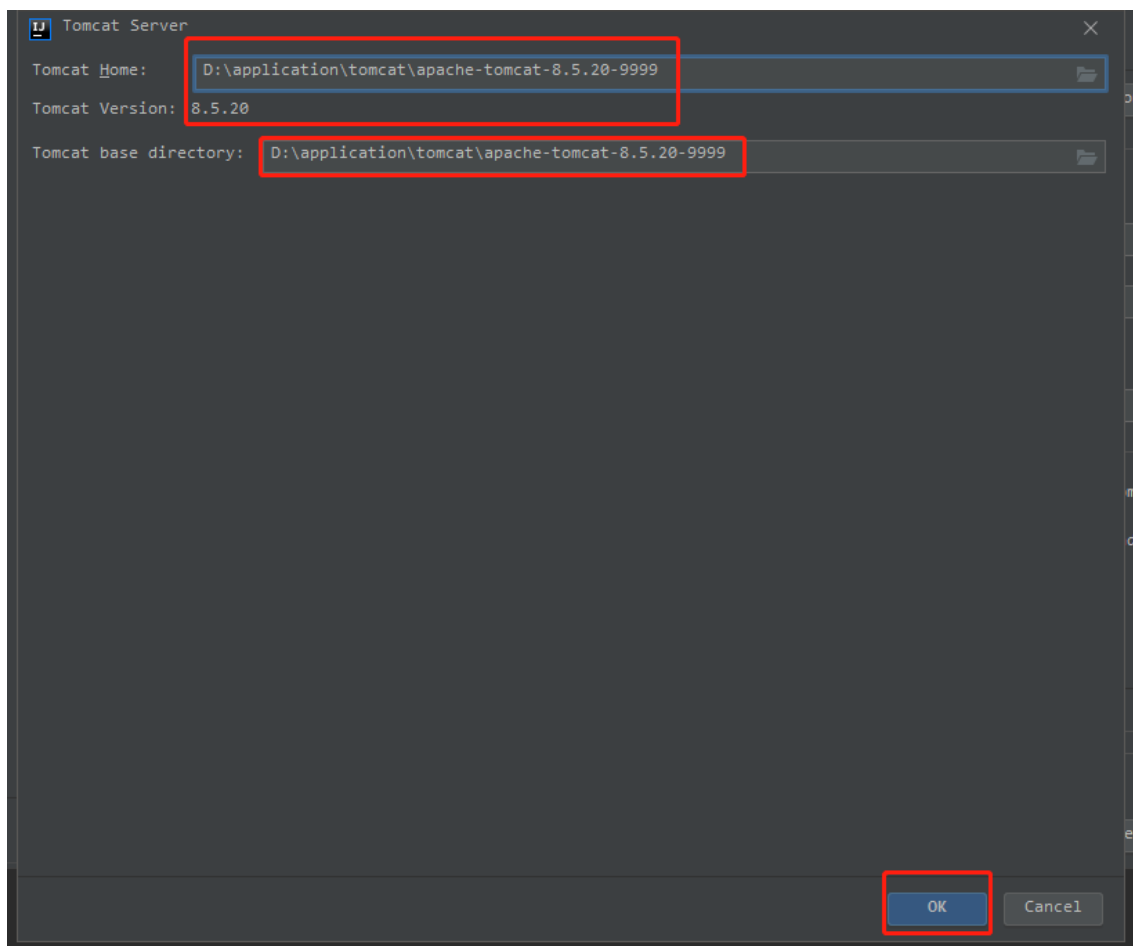 IJ Tomcat Server
Tomcat Home: D:\application\tomcat\apache-tomcat-8.5.20-9999
Tomcat Version: 8.5.20
Tomcat base directory: D:\application\tomcat\apache-tomcat-8.5.20-9999
OK Cancel